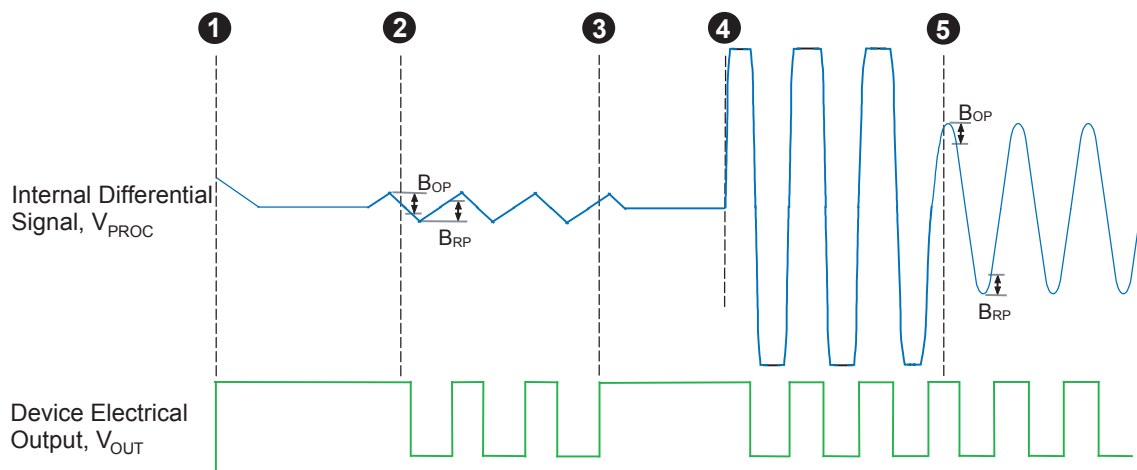 1 2 3 4 5
BOP
BRP
BOP
BRP
Internal Differential
Signal, VPROC
Device Electrical
Output, VOUT